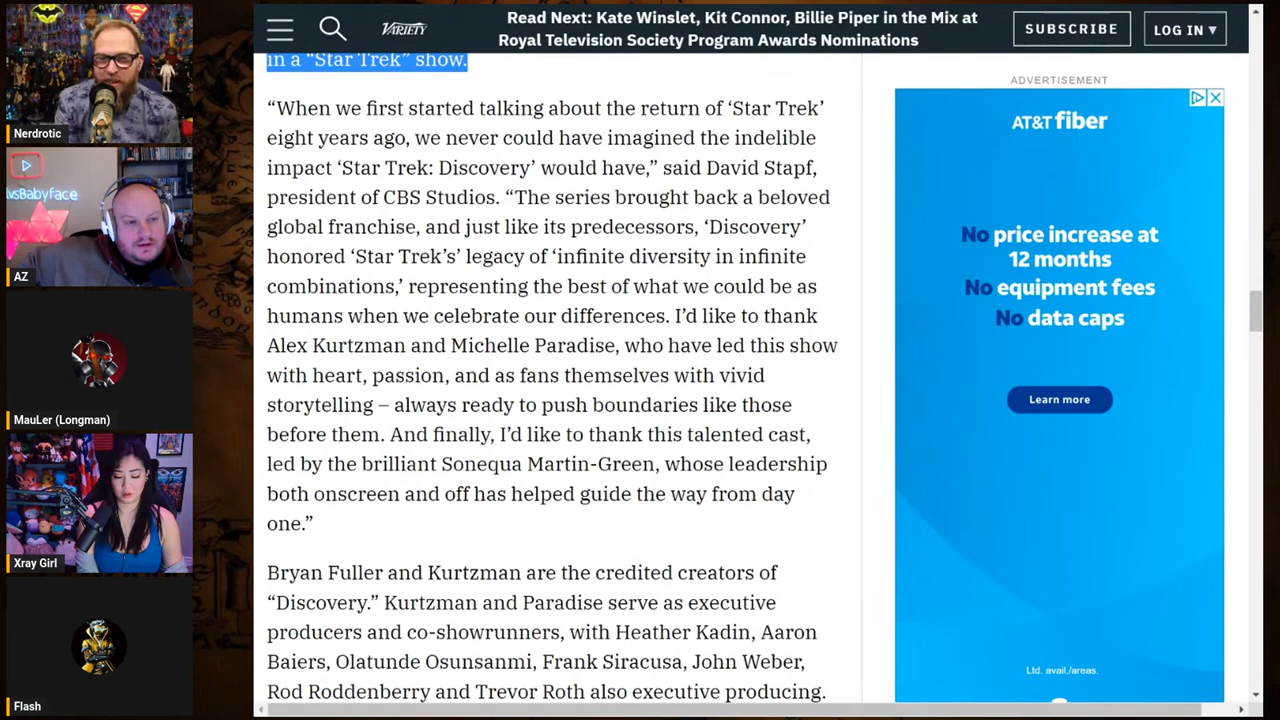 Nerdrotic
vsBabyface
AZ
MauLer (Longman)
Xray Girl
Flash
VARIETY
Read Next: Kate Winslet, Kit Connor, Billie Piper in the Mix at
Royal Television Society Program Awards Nominations
SUBSCRIBE
LOG IN ▾
in a “Star Trek” show.
“When we first started talking about the return of ‘Star Trek’
eight years ago, we never could have imagined the indelible
impact ‘Star Trek: Discovery’ would have,” said David Stapf,
president of CBS Studios. “The series brought back a beloved
global franchise, and just like its predecessors, ‘Discovery’
honored ‘Star Trek’s’ legacy of ‘infinite diversity in infinite
combinations,’ representing the best of what we could be as
humans when we celebrate our differences. I’d like to thank
Alex Kurtzman and Michelle Paradise, who have led this show
with heart, passion, and as fans themselves with vivid
storytelling – always ready to push boundaries like those
before them. And finally, I’d like to thank this talented cast,
led by the brilliant Sonequa Martin-Green, whose leadership
both onscreen and off has helped guide the way from day
one.”
Bryan Fuller and Kurtzman are the credited creators of
“Discovery.” Kurtzman and Paradise serve as executive
producers and co-showrunners, with Heather Kadin, Aaron
Baiers, Olatunde Osunsanmi, Frank Siracusa, John Weber,
Rod Roddenberry and Trevor Roth also executive producing.
ADVERTISEMENT
AT&T fiber
No price increase at
12 months
No equipment fees
No data caps
Learn more
Ltd. avail./areas.